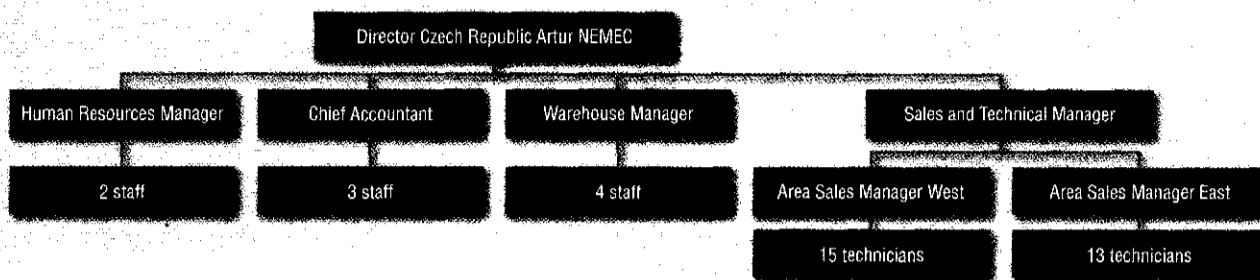 Director Czech Republic Artur NEMEC
Human Resources Manager
Chief Accountant
Warehouse Manager
Sales and Technical Manager
2 staff
3 staff
4 staff
Area Sales Manager West
Area Sales Manager East
15 technicians
13 technicians